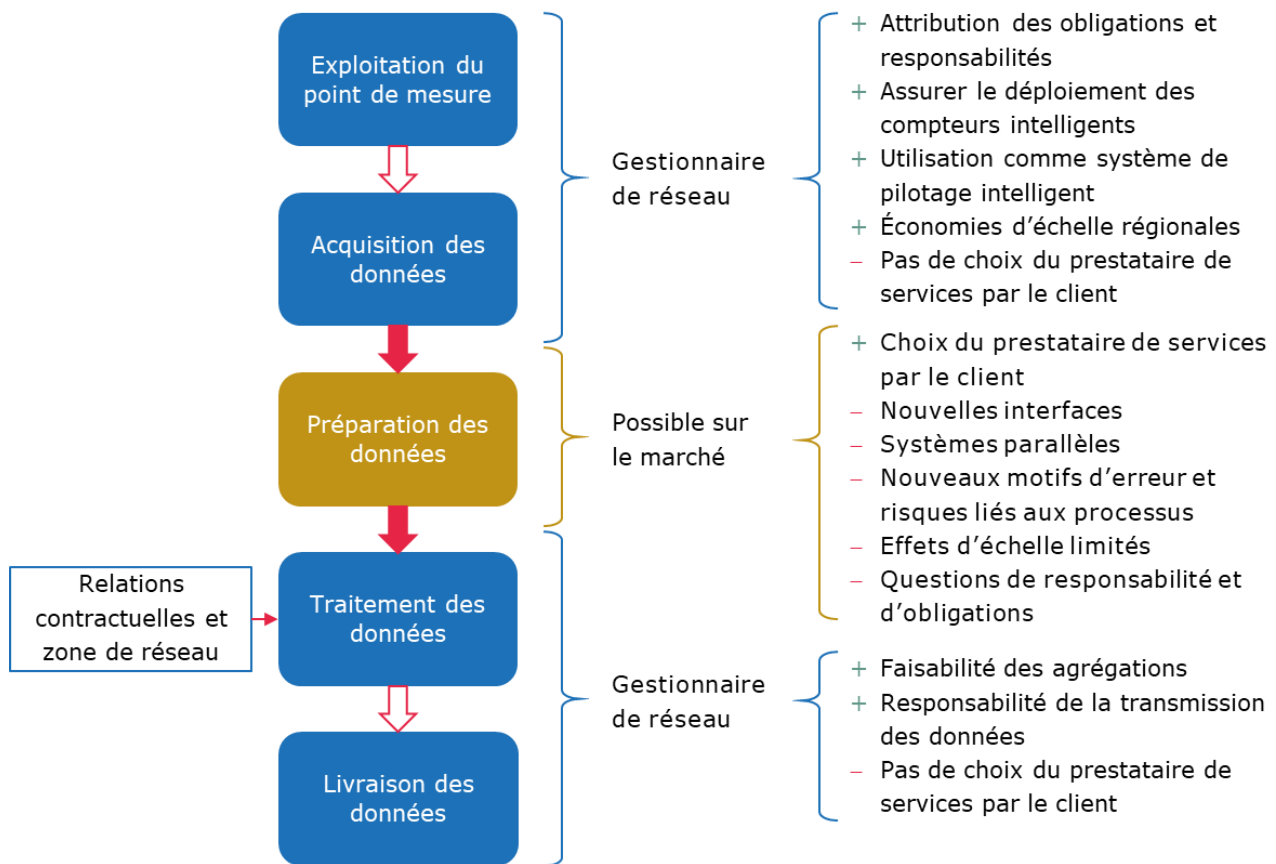 Exploitation du
point de mesure
Acquisition des
données
Préparation des
données
Traitement des
données
Livraison des
données
Relations
contractuelles et
zone de réseau
Gestionnaire
de réseau
Possible sur
le marché
Gestionnaire
de réseau
+ Attribution des obligations et
responsabilités
+ Assurer le déploiement des
compteurs intelligents
+ Utilisation comme système de
pilotage intelligent
+ Économies d’échelle régionales
– Pas de choix du prestataire de
services par le client
+ Choix du prestataire de services
par le client
– Nouvelles interfaces
– Systèmes parallèles
– Nouveaux motifs d’erreur et
risques liés aux processus
– Effets d’échelle limités
– Questions de responsabilité et
d’obligations
+ Faisabilité des agrégations
+ Responsabilité de la transmission
des données
– Pas de choix du prestataire de
services par le client